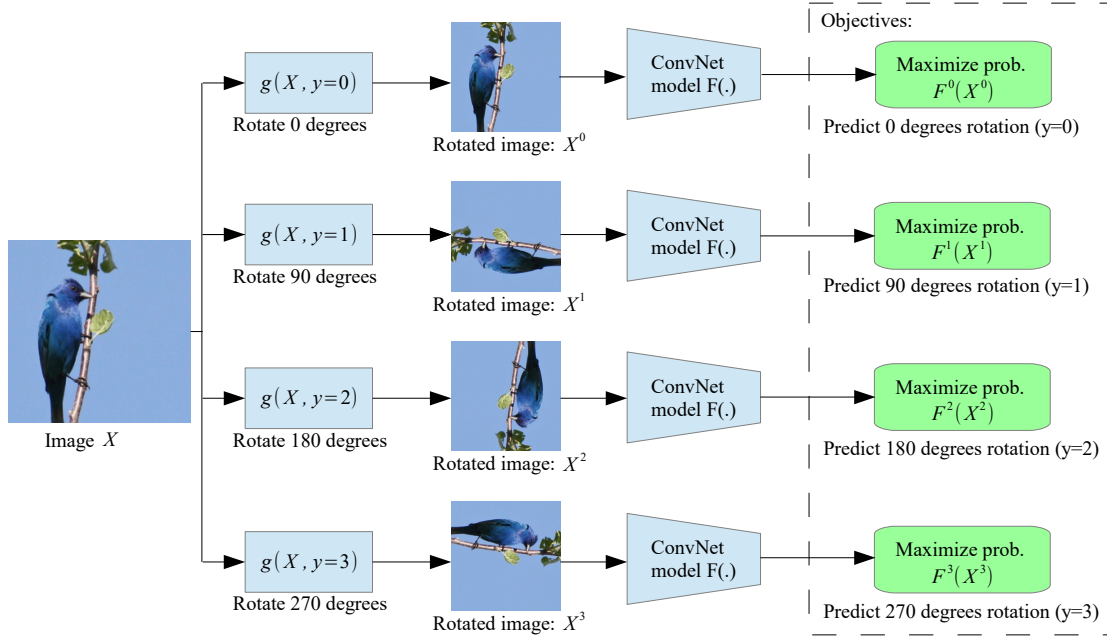 Objectives:
g(X, y=0)
Rotate 0 degrees
Rotated image: X⁰
ConvNet
model F(.)
Maximize prob.
F⁰(X⁰)
Predict 0 degrees rotation (y=0)
g(X, y=1)
Rotate 90 degrees
Rotated image: X¹
ConvNet
model F(.)
Maximize prob.
F¹(X¹)
Predict 90 degrees rotation (y=1)
Image X
g(X, y=2)
Rotate 180 degrees
Rotated image: X²
ConvNet
model F(.)
Maximize prob.
F²(X²)
Predict 180 degrees rotation (y=2)
g(X, y=3)
Rotate 270 degrees
Rotated image: X³
ConvNet
model F(.)
Maximize prob.
F³(X³)
Predict 270 degrees rotation (y=3)